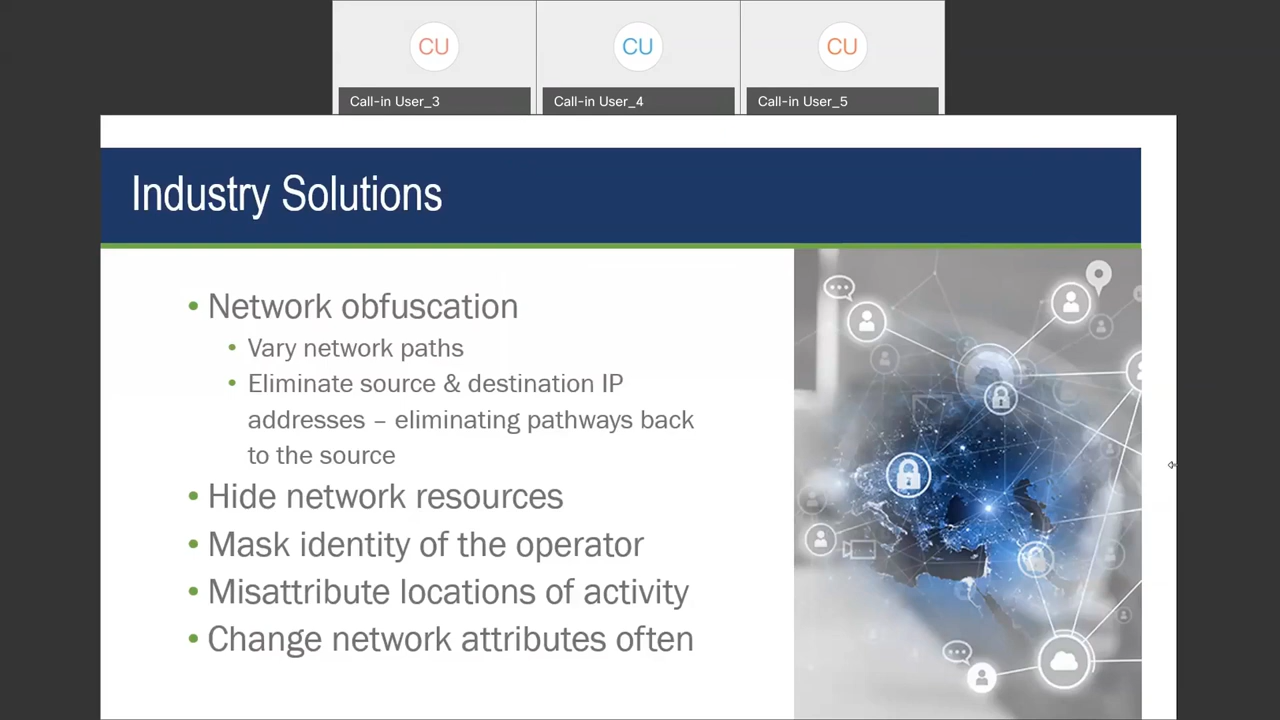 CU
CU
CU
Call-in User_3
Call-in User_4
Call-in User_5
Industry Solutions
• Network obfuscation
• Vary network paths
• Eliminate source & destination IP
addresses – eliminating pathways back
to the source
• Hide network resources
• Mask identity of the operator
• Misattribute locations of activity
• Change network attributes often